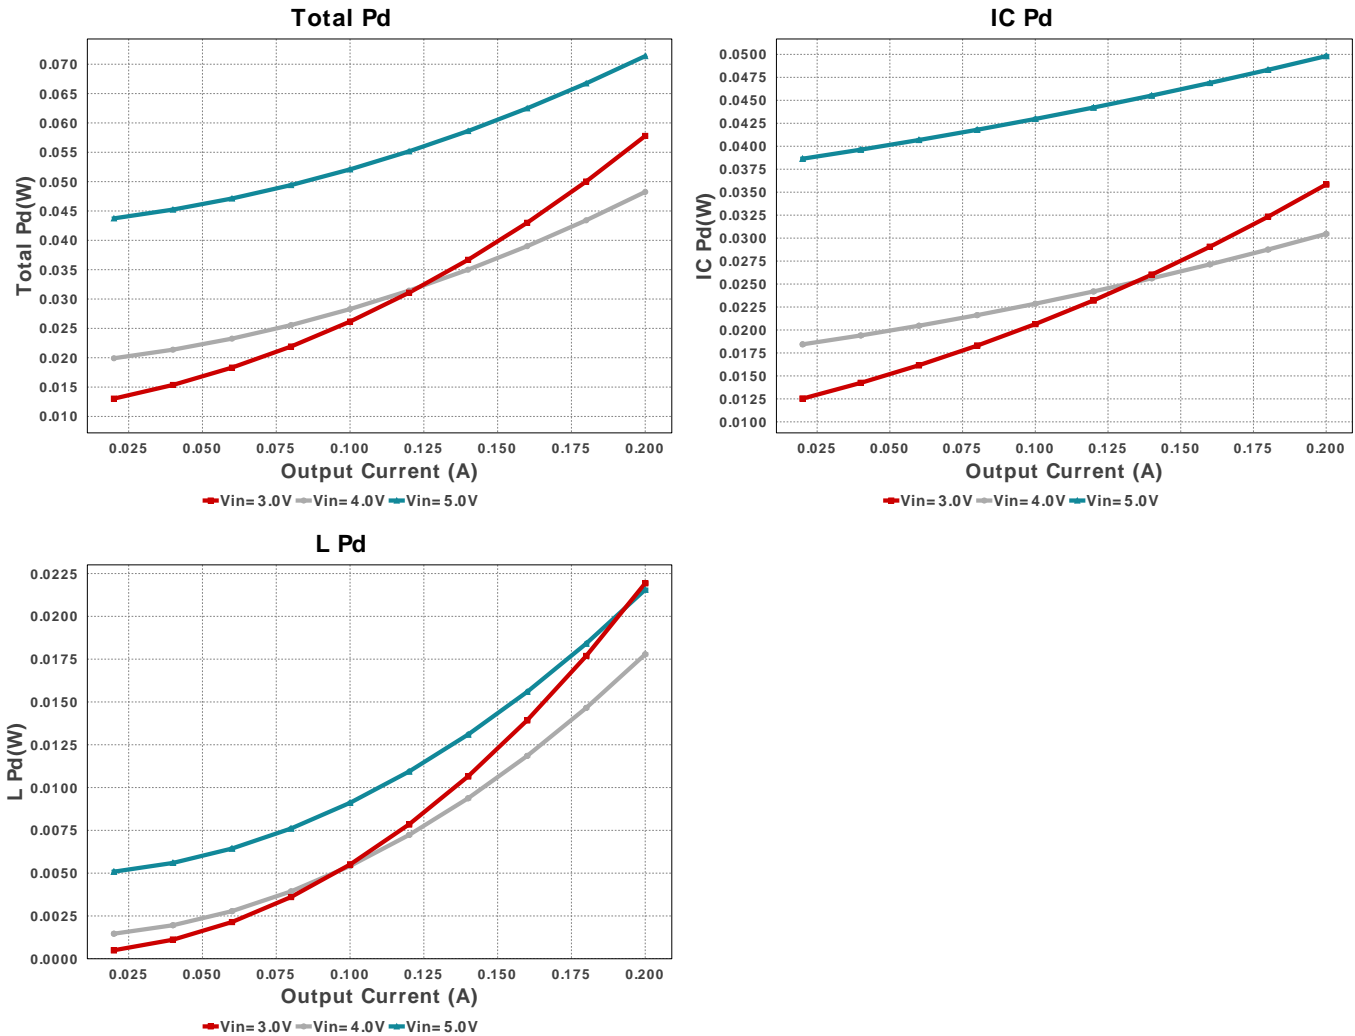 Total Pd
0.070
0.065
0.060
0.055
0.050
0.045
0.040
0.035
0.030
0.025
0.020
0.015
0.010
Total Pd(W)
0.025 0.050 0.075 0.100 0.125 0.150 0.175 0.200
Output Current (A)
Vin=3.0V Vin=4.0V Vin=5.0V
IC Pd
0.0500
0.0475
0.0450
0.0425
0.0400
0.0375
0.0350
0.0325
0.0300
0.0275
0.0250
0.0225
0.0200
0.0175
0.0150
0.0125
0.0100
IC Pd(W)
0.025 0.050 0.075 0.100 0.125 0.150 0.175 0.200
Output Current (A)
Vin=3.0V Vin=4.0V Vin=5.0V
L Pd
0.0225
0.0200
0.0175
0.0150
0.0125
0.0100
0.0075
0.0050
0.0025
0.0000
L Pd(W)
0.025 0.050 0.075 0.100 0.125 0.150 0.175 0.200
Output Current (A)
Vin=3.0V Vin=4.0V Vin=5.0V